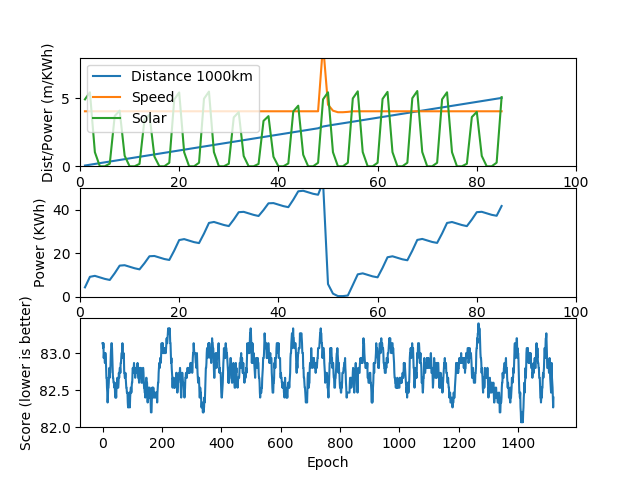 Dist/Power (m/KWh)
Distance 1000km
Speed
Solar
5
0
0 20 40 60 80 100
Power (KWh)
40
20
0
0 20 40 60 80 100
Score (lower is better)
83.0
82.5
82.0
0 200 400 600 800 1000 1200 1400
Epoch